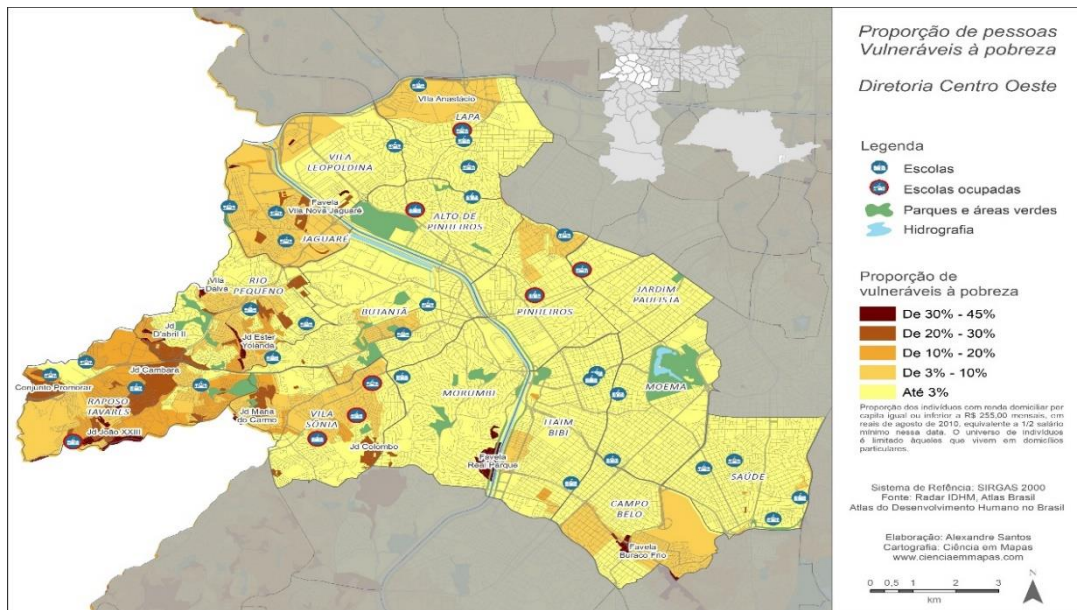 Proporção de pessoas
Vulneráveis à pobreza
Diretoria Centro Oeste
Legenda
Escolas
Escolas ocupadas
Parques e áreas verdes
Hidrografia
Proporção de
vulneráveis à pobreza
De 30% - 45%
De 20% - 30%
De 10% - 20%
De 3% - 10%
Até 3%
Proporção dos indivíduos com renda domiciliar per
capita igual ou inferior a R$ 255,00 mensais, em
reais de agosto de 2010, equivalente a 1/2 salário
mínimo nessa data. O universo de indivíduos
é limitado àqueles que vivem em domicílios
particulares.
Sistema de Refência: SIRGAS 2000
Fonte: Radar IDHM, Atlas Brasil
Atlas do Desenvolvimento Humano no Brasil
Elaboração: Alexandre Santos
Cartografia: Ciência em Mapas
www.cienciaemmapas.com
0 0,5 1 2 3
km
N
Vila Anastácio
LAPA
VILA
LEOPOLDINA
Favela
Vila Nova Jaguaré
ALTO DE
PINHEIROS
JAGUARÉ
Vila
Dalva
RIO
PEQUENO
JARDIM
PAULISTA
PINHEIROS
BUTANTÃ
Jd
D'abril II
Jd Ester
Yolanda
Jd Cambará
Conjunto Promorar
RAPOSO
TAVARES
MOEMA
MORUMBI
Jd Maria
do Carmo
VILA
SÔNIA
Jd João XXIII
ITAIM
BIBI
Jd Colombo
Favela
Real Parque
SAÚDE
CAMPO
BELO
Favela
Buraco Frio